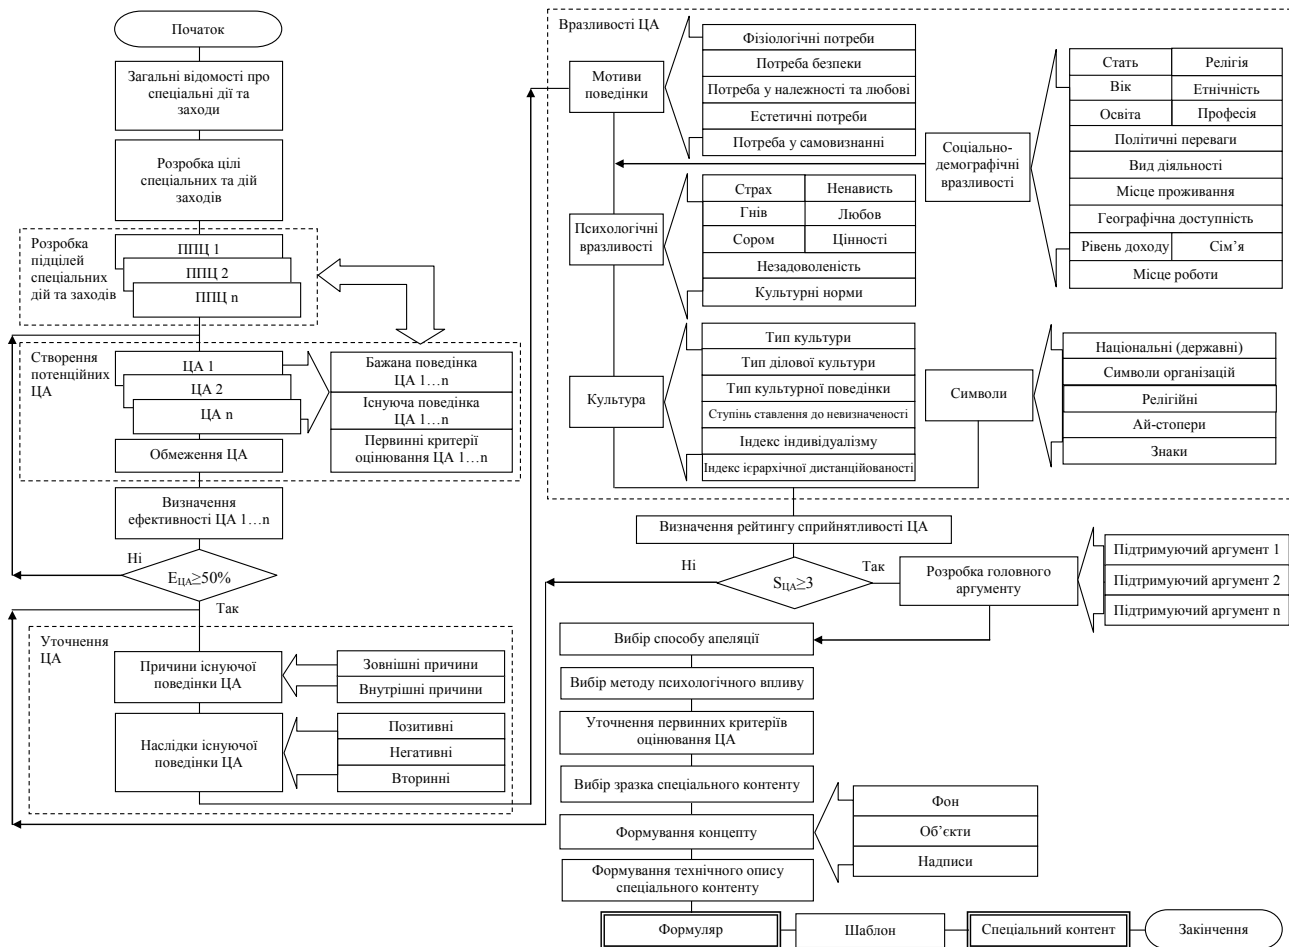 Початок
Загальні відомості про
спеціальні дії та
заходи
Розробка цілі
спеціальних та дій
заходів
Розробка
підцілей
спеціальних
дій та заходів
ППЦ 1
ППЦ 2
ППЦ n
Створення
потенційних
ЦА
ЦА 1
ЦА 2
ЦА n
Обмеження ЦА
Бажана поведінка
ЦА 1…n
Існуюча поведінка
ЦА 1…n
Первинні критерії
оцінювання ЦА 1…n
Визначення
ефективності ЦА 1…n
Ні
ЕЦА≥50%
Так
Уточнення
ЦА
Причини існуючої
поведінки ЦА
Зовнішні причини
Внутрішні причини
Наслідки існуючої
поведінки ЦА
Позитивні
Негативні
Вторинні
Вразливості ЦА
Мотиви
поведінки
Фізіологічні потреби
Потреба безпеки
Потреба у належності та любові
Естетичні потреби
Потреба у самовизнанні
Психологічні
вразливості
Страх
Ненависть
Гнів
Любов
Сором
Цінності
Незадоволеність
Культурні норми
Культура
Тип культури
Тип ділової культури
Тип культурної поведінки
Ступінь ставлення до невизначеності
Індекс індивідуалізму
Індекс ієрархічної дистанційованості
Соціально-
демографічні
вразливості
Стать
Релігія
Вік
Етнічність
Освіта
Професія
Політичні переваги
Вид діяльності
Місце проживання
Географічна доступність
Рівень доходу
Сім’я
Місце роботи
Символи
Національні (державні)
Символи організацій
Релігійні
Ай-стопери
Знаки
Визначення рейтингу сприйнятливості ЦА
Ні
SЦА≥3
Так
Розробка головного
аргументу
Підтримуючий аргумент 1
Підтримуючий аргумент 2
Підтримуючий аргумент n
Вибір способу апеляції
Вибір методу психологічного впливу
Уточнення первинних критеріїв
оцінювання ЦА
Вибір зразка спеціального контенту
Формування концепту
Фон
Об’єкти
Надписи
Формування технічного опису
спеціального контенту
Формуляр
Шаблон
Спеціальний контент
Закінчення